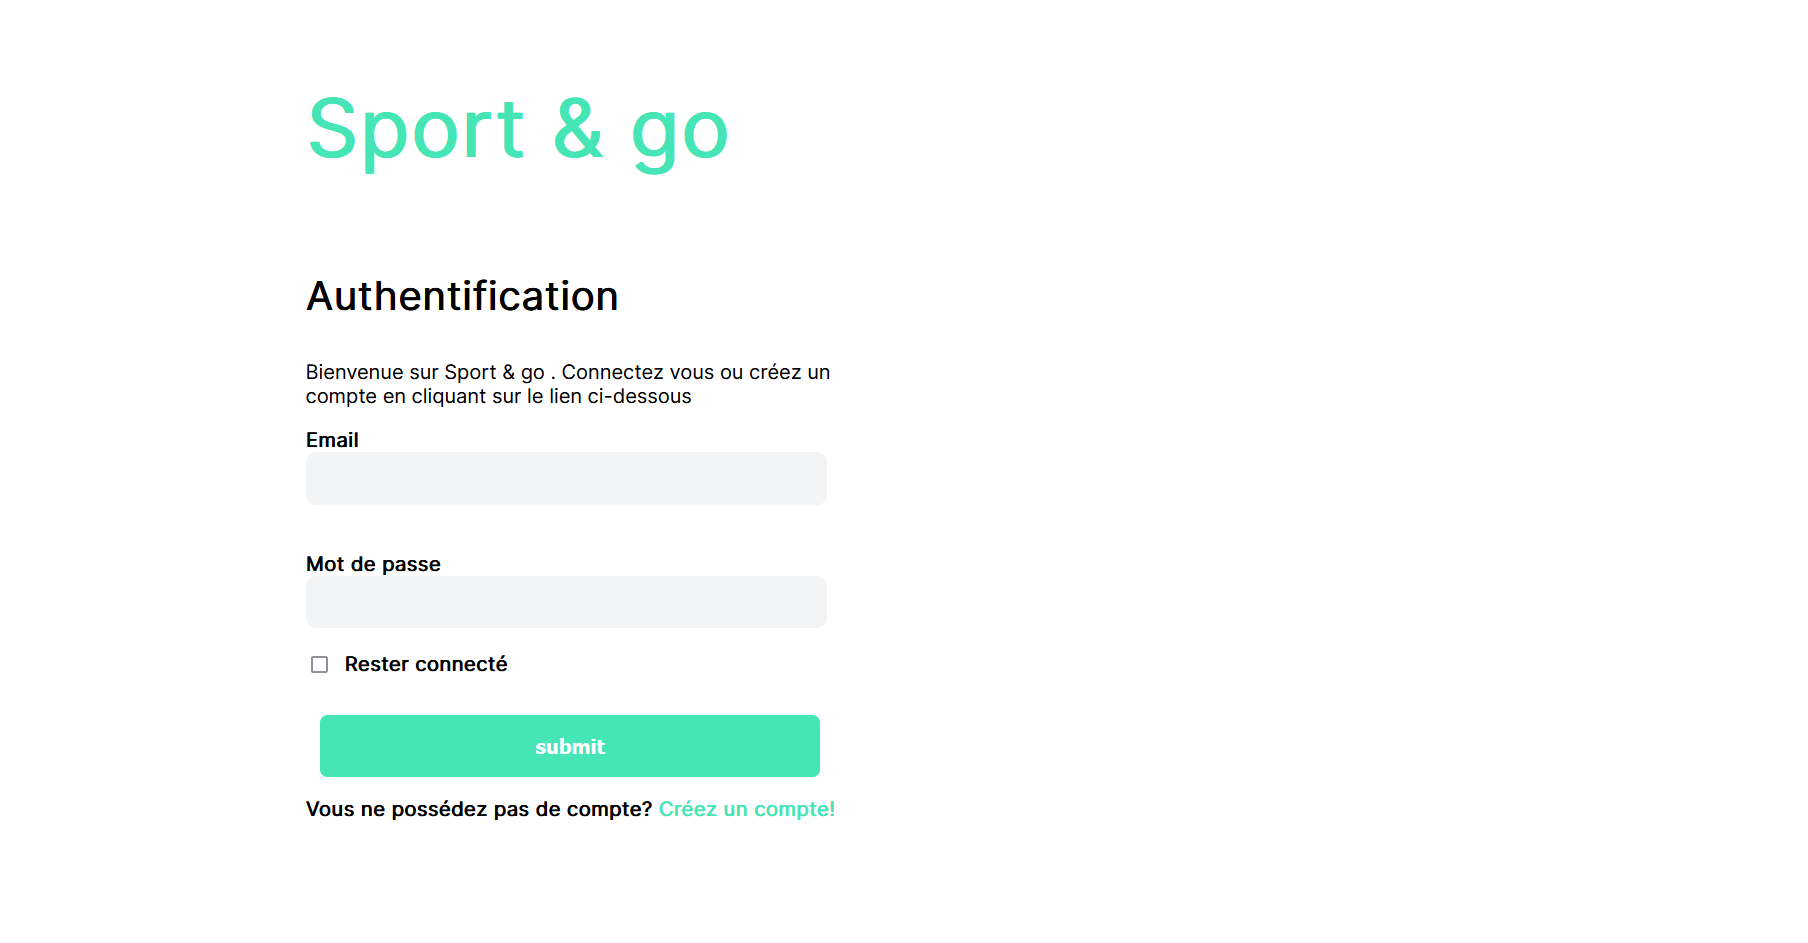 Sport & go
Authentification
Bienvenue sur Sport & go . Connectez vous ou créez un
compte en cliquant sur le lien ci-dessous
Email
Mot de passe
Rester connecté
submit
Vous ne possédez pas de compte? Créez un compte!